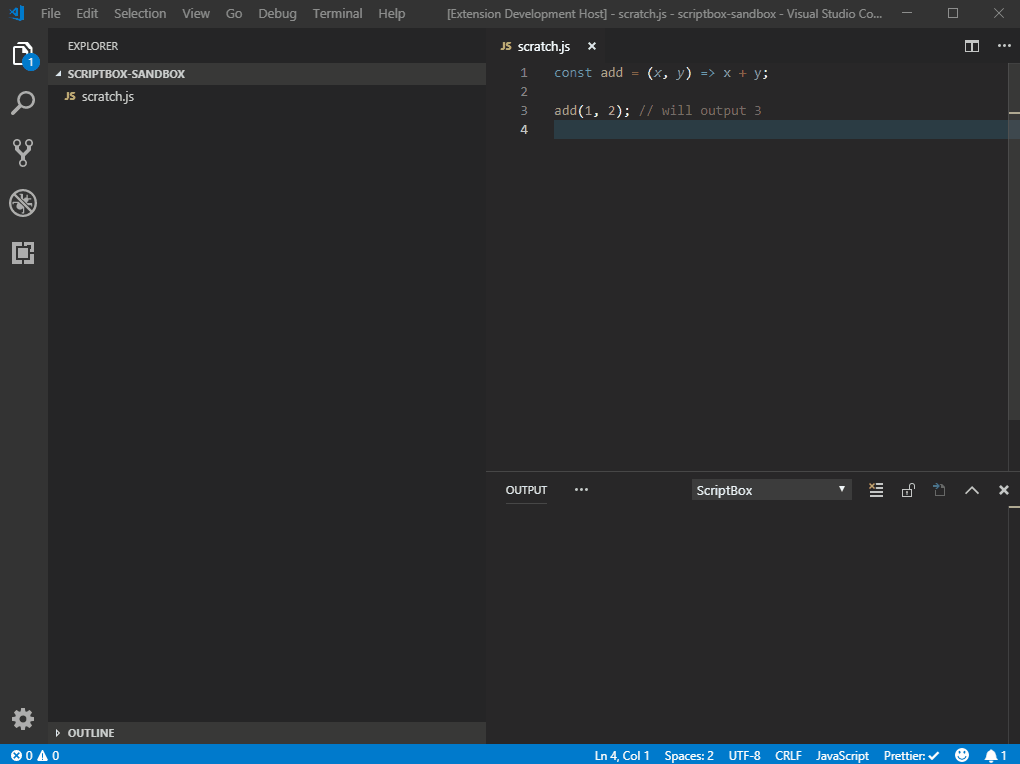 File Edit Selection View Go Debug Terminal Help [Extension Development Host] - scratch.js - scriptbox-sandbox - Visual Studio Co...
1
EXPLORER
SCRIPTBOX-SANDBOX
JS scratch.js
OUTLINE
JS scratch.js
1 const add = (x, y) => x + y;
2
3 add(1, 2); // will output 3
4
OUTPUT ScriptBox
0 0 Ln 4, Col 1 Spaces: 2 UTF-8 CRLF JavaScript Prettier: 1